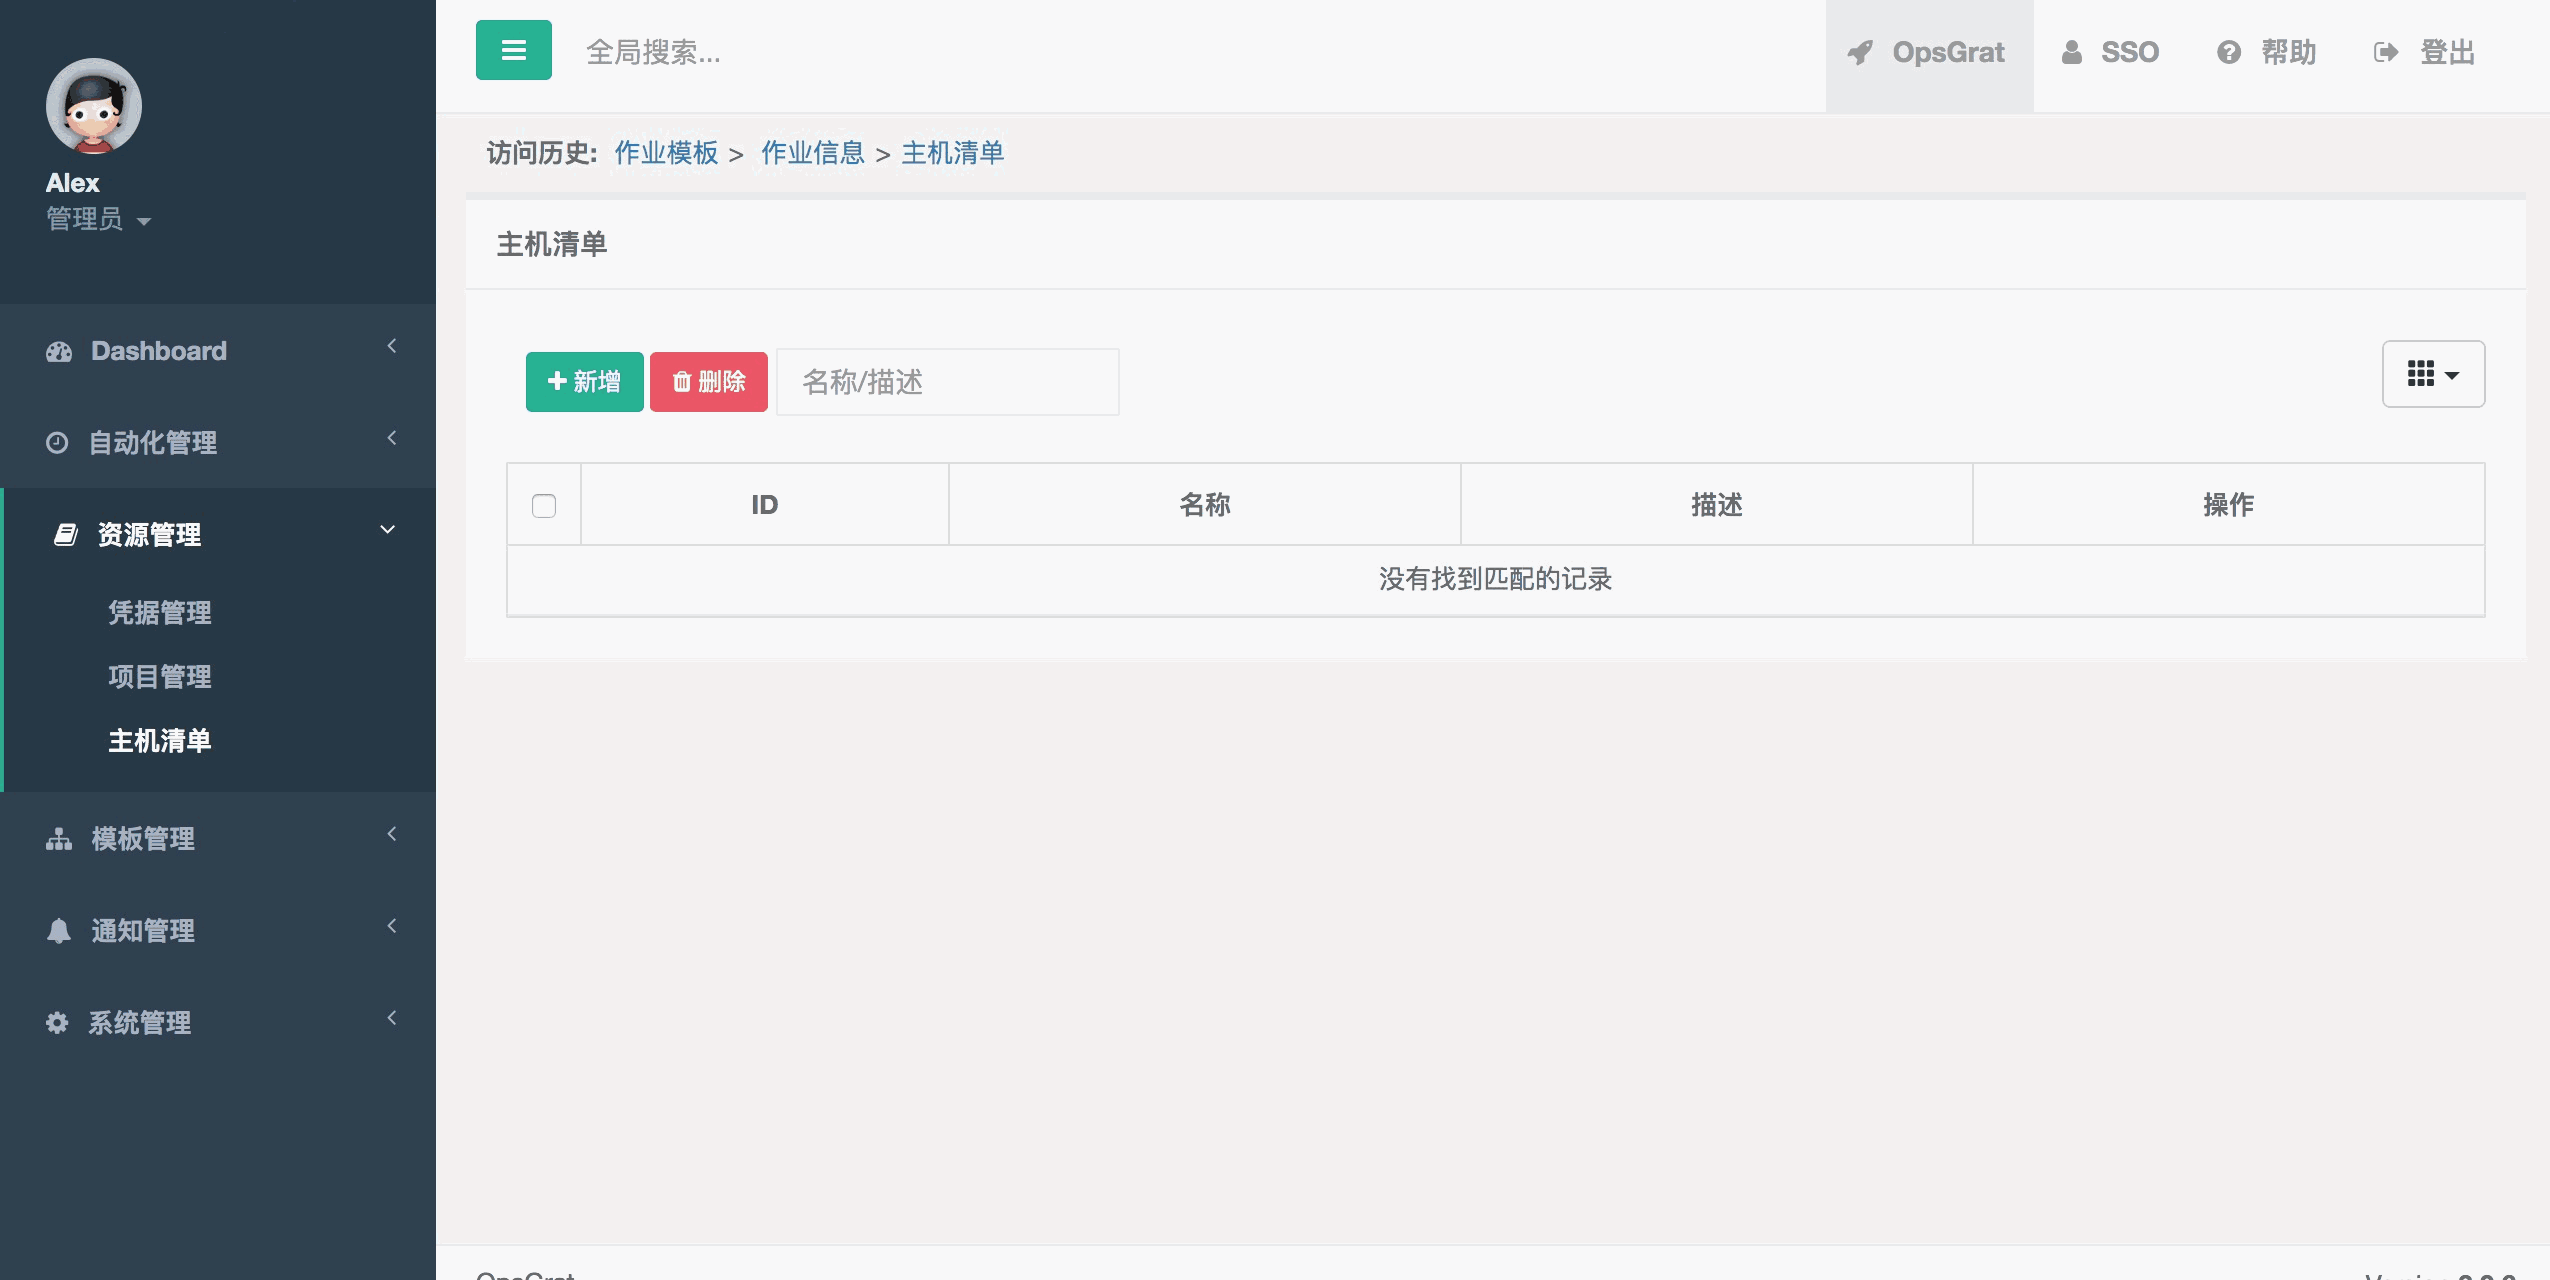 全局搜索...
OpsGrat
SSO
帮助
登出
Alex
管理员
Dashboard
自动化管理
资源管理
凭据管理
项目管理
主机清单
模板管理
通知管理
系统管理
访问历史: 作业模板 > 作业信息 > 主机清单
主机清单
新增
删除
名称/描述
ID 名称 描述 操作
没有找到匹配的记录
OpsGrat